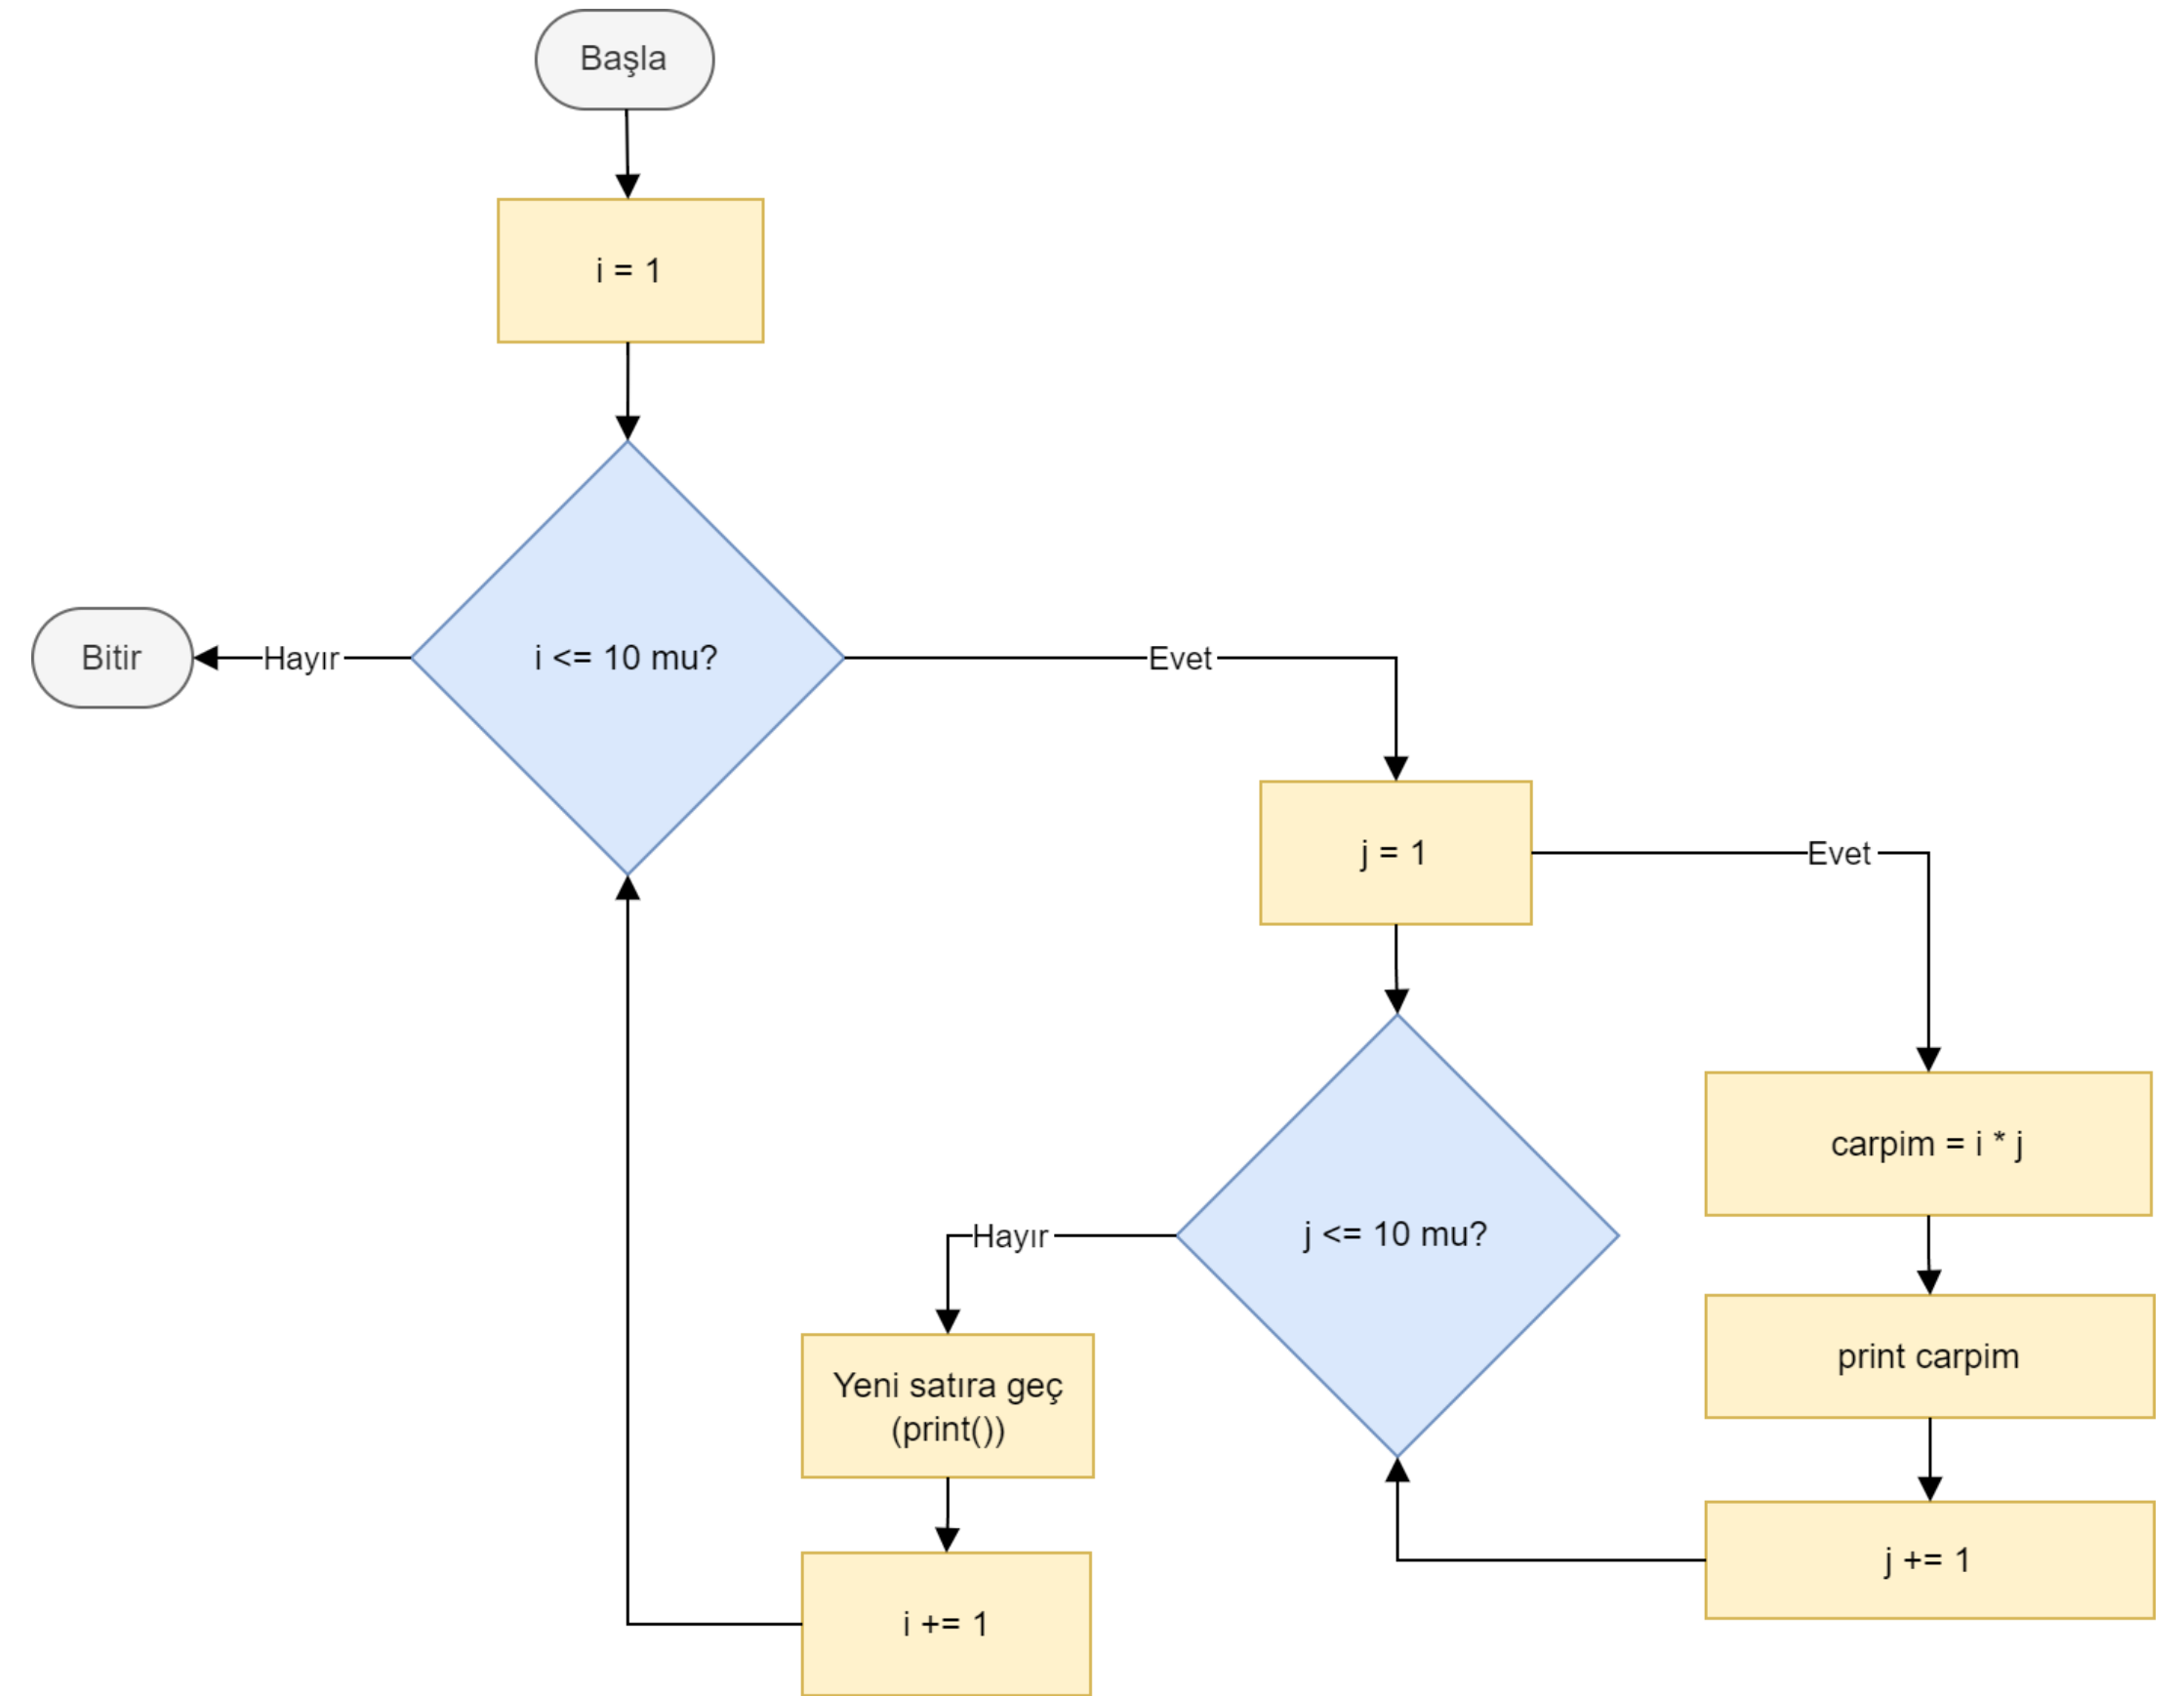 Başla
i = 1
i <= 10 mu?
Hayır
Bitir
Evet
j = 1
Evet
carpim = i * j
j <= 10 mu?
Hayır
print carpim
Yeni satıra geç
(print())
j += 1
i += 1